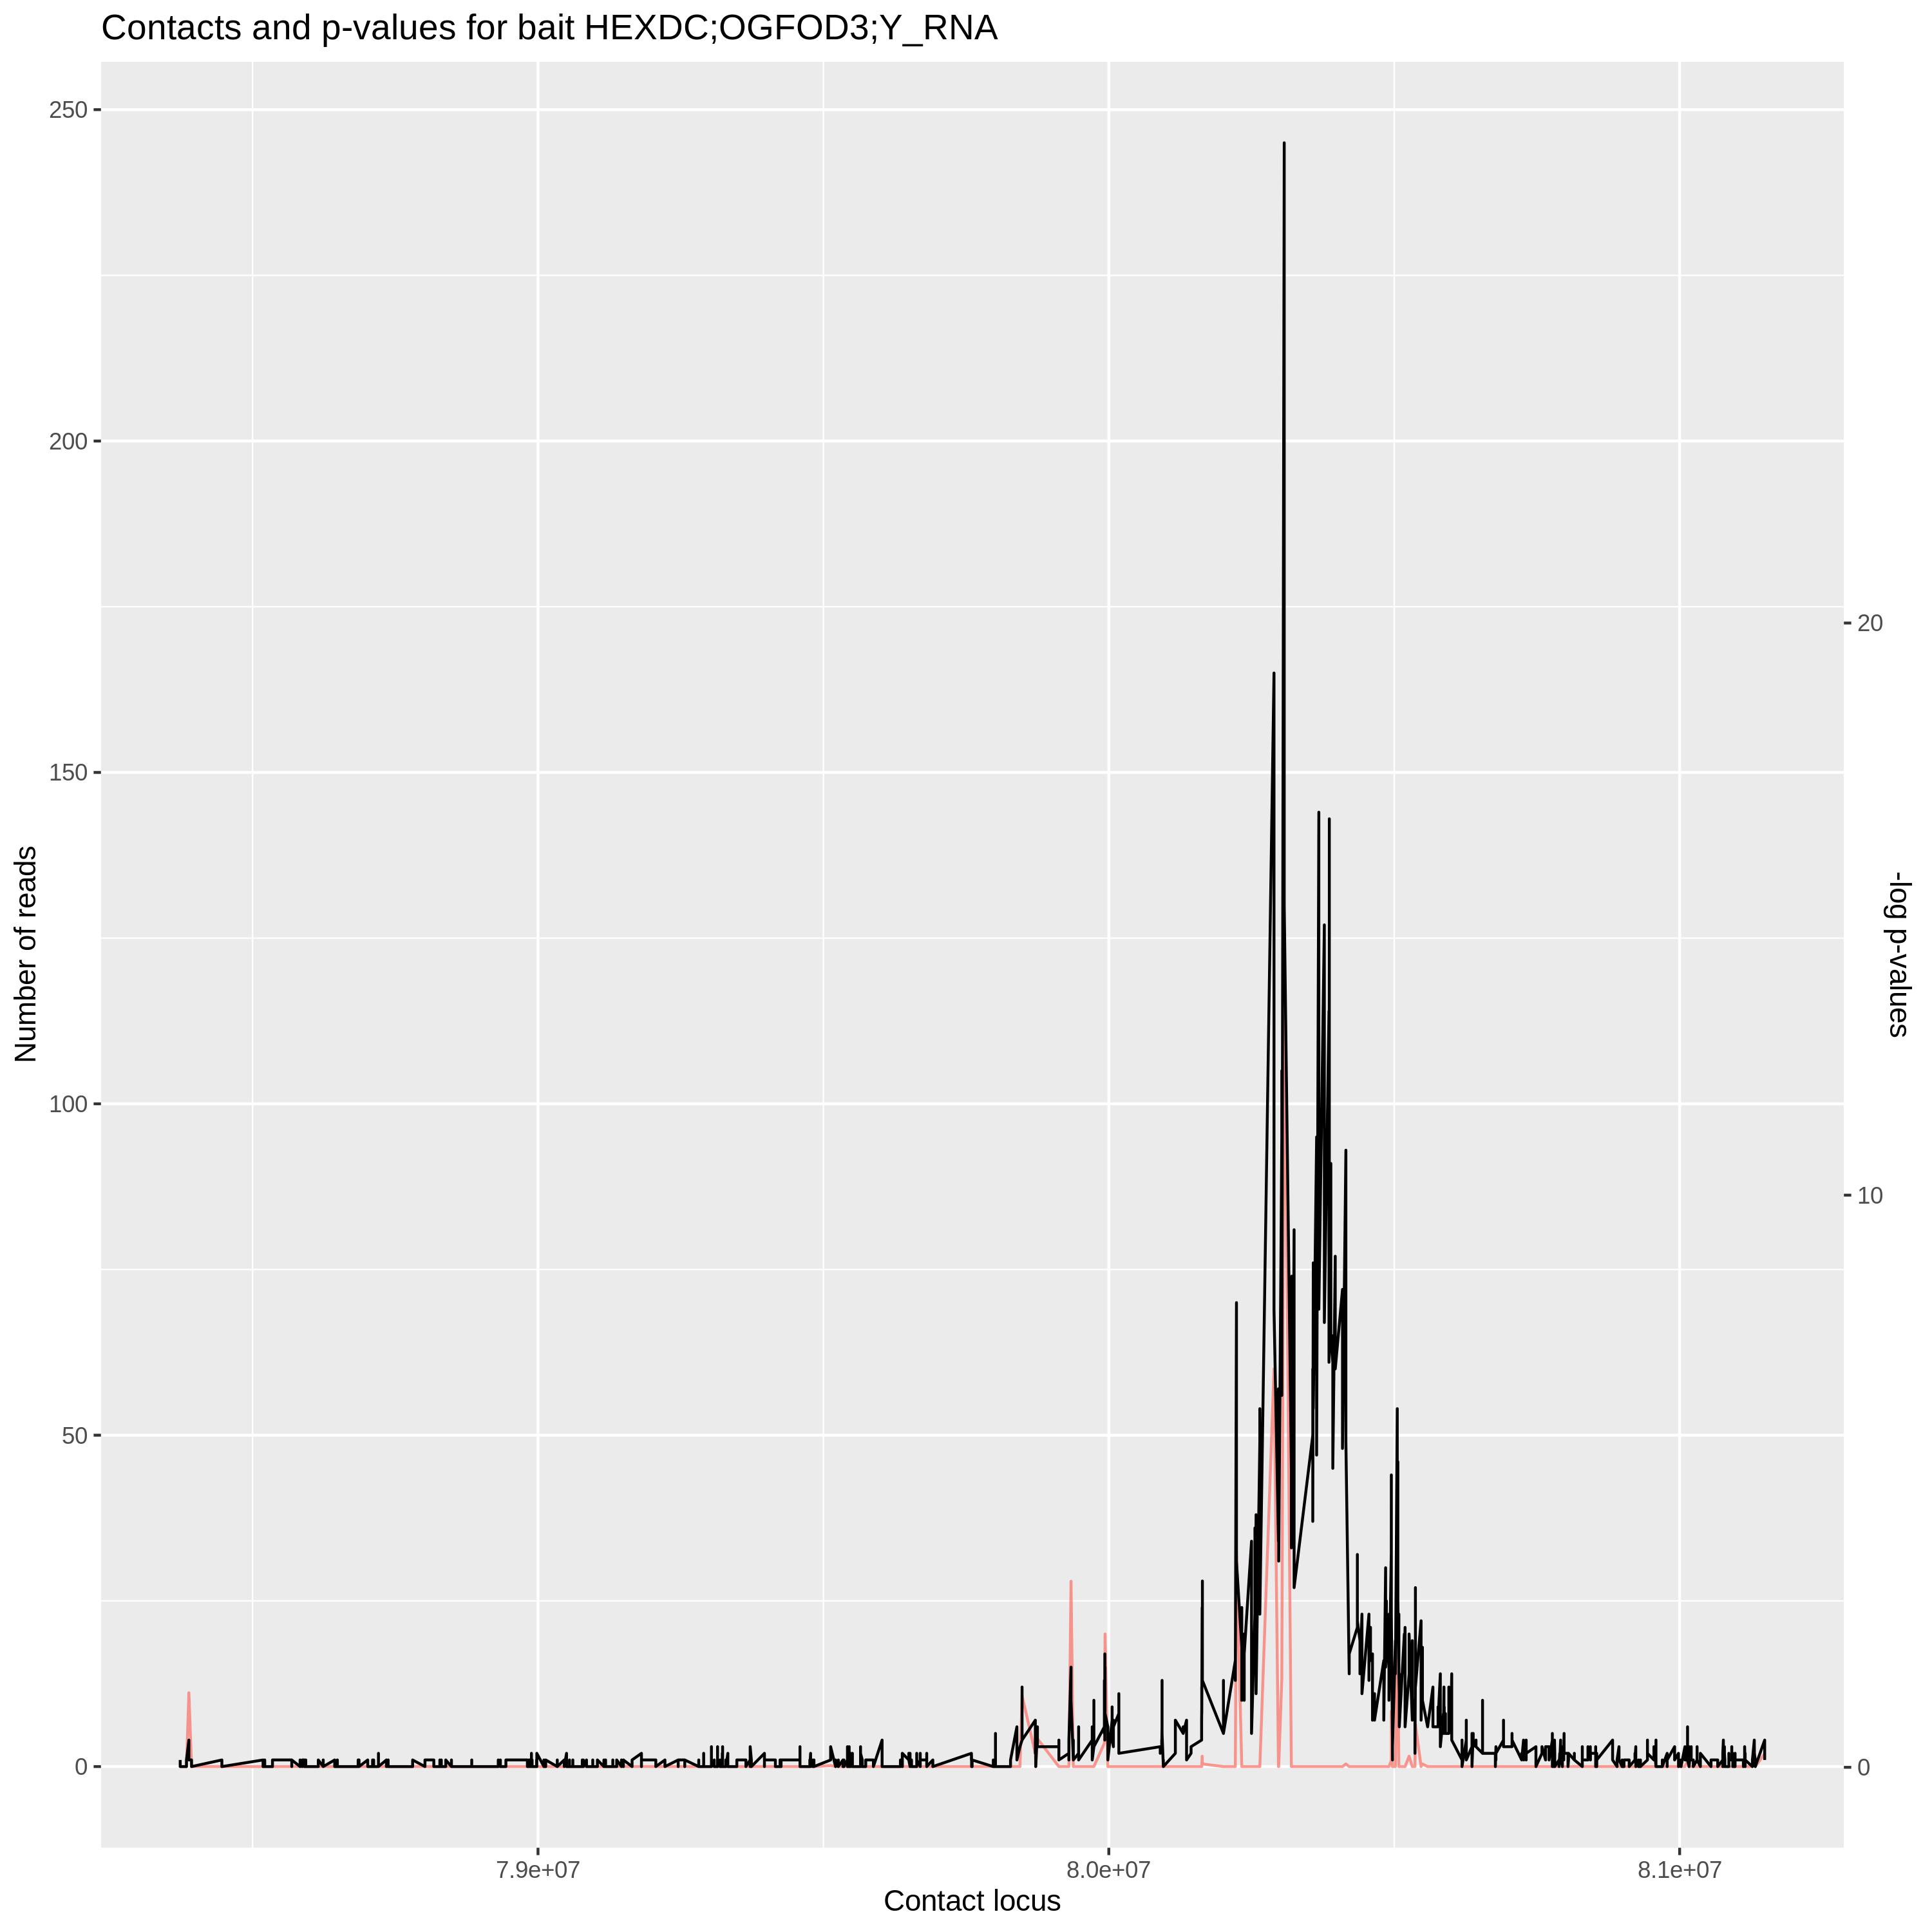 Contacts and p-values for bait HEXDC;OGFOD3;Y_RNA
250
200
150
100
50
0
Number of reads
20
10
0
-log p-values
7.9e+07
8.0e+07
8.1e+07
Contact locus